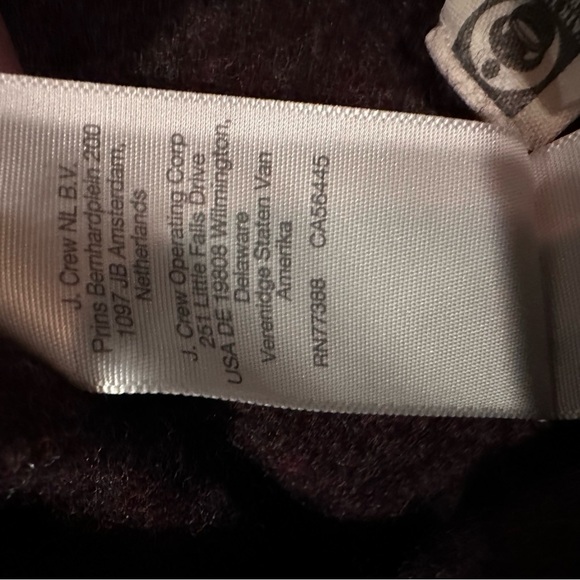 J. Crew NL B.V.
Prins Bernhardplein 200
1097 JB Amsterdam,
Netherlands
J. Crew Operating Corp
251 Little Falls Drive
USA DE 19808 Wilmington,
Delaware
Verenidge Staten Van
Amerika
RN77388 CA56445